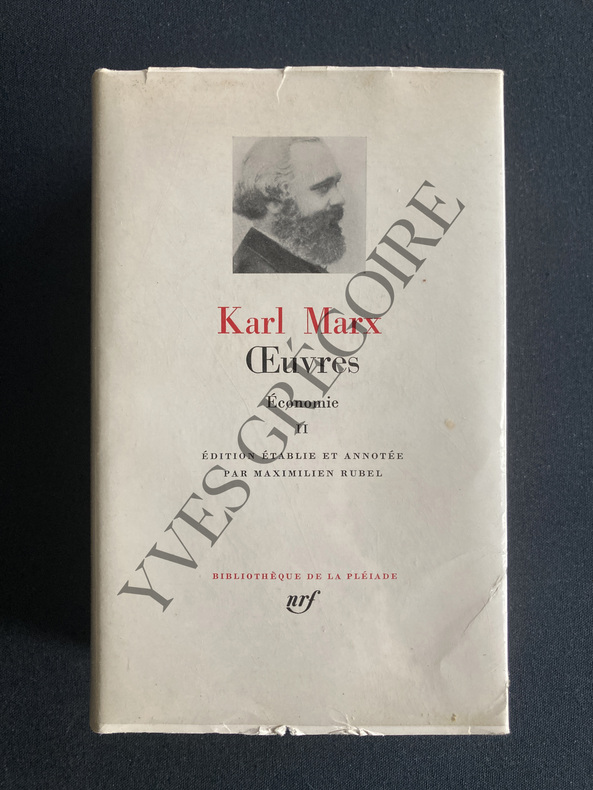 Karl Marx
Œuvres
Économie
II
ÉDITION ÉTABLIE ET ANNOTÉE
PAR MAXIMILIEN RUBEL
BIBLIOTHÈQUE DE LA PLÉIADE
nrf
YVES GRÉGOIRE